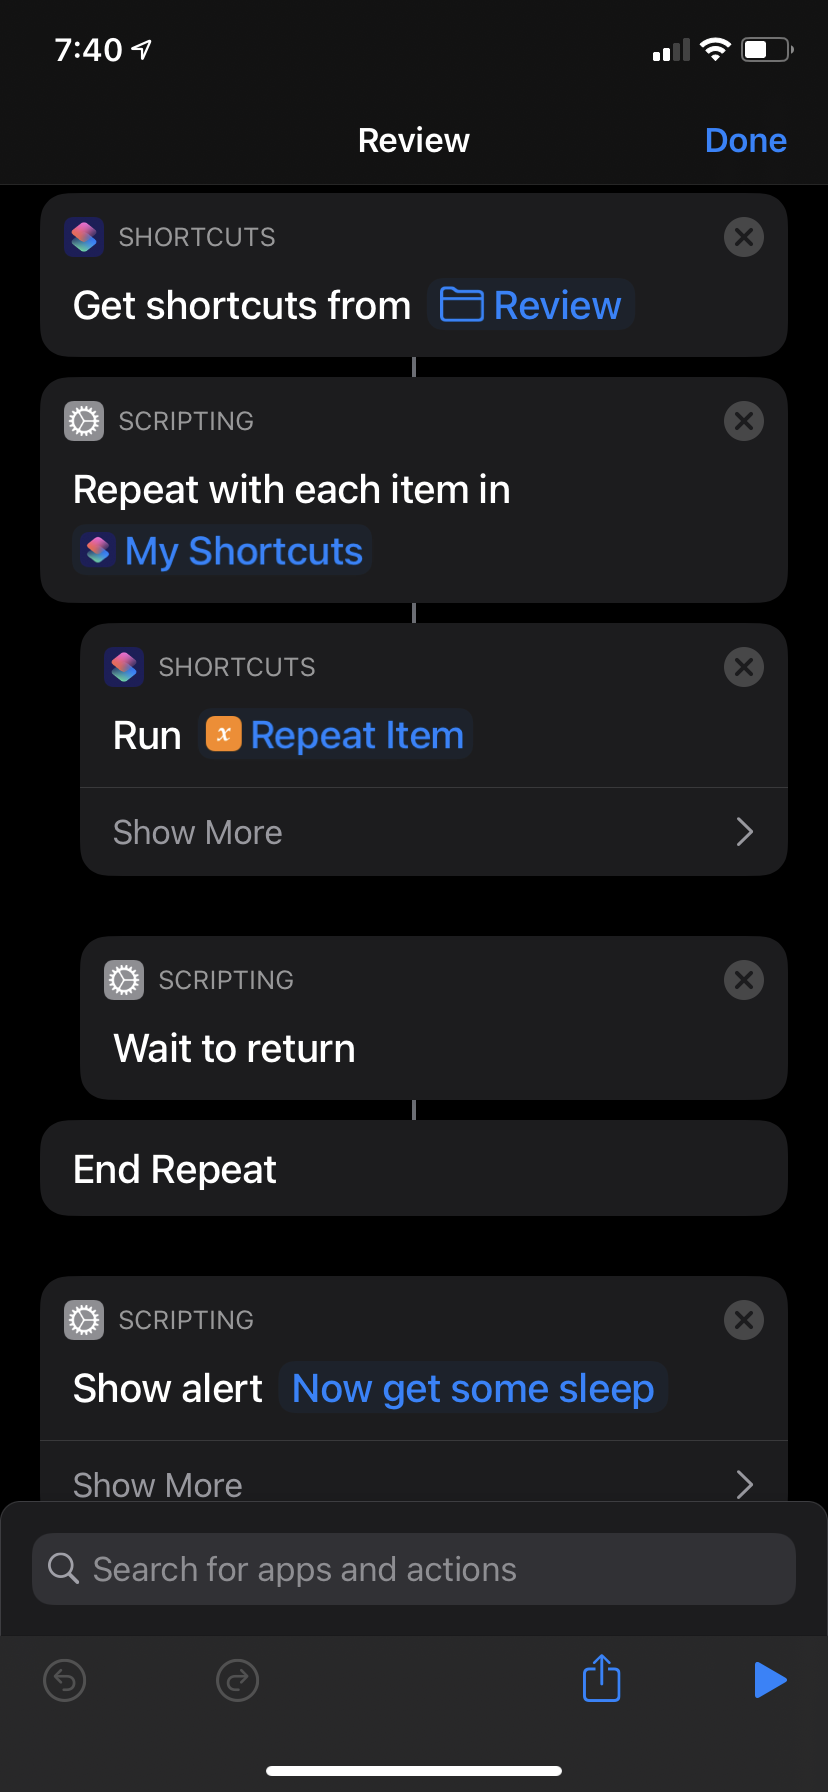 7:40
Review
Done
SHORTCUTS
Get shortcuts from Review
SCRIPTING
Repeat with each item in
My Shortcuts
SHORTCUTS
Run x Repeat Item
Show More
SCRIPTING
Wait to return
End Repeat
SCRIPTING
Show alert Now get some sleep
Show More
Search for apps and actions